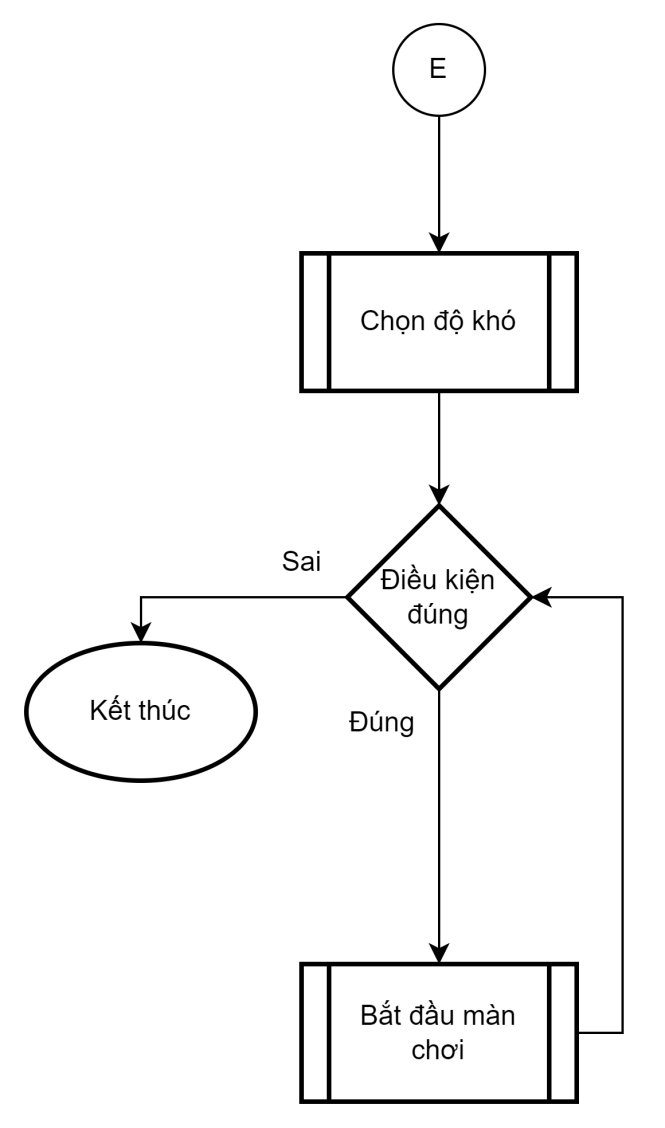 E
Chọn độ khó
Điều kiện
đúng
Sai
Kết thúc
Đúng
Bắt đầu màn
chơi